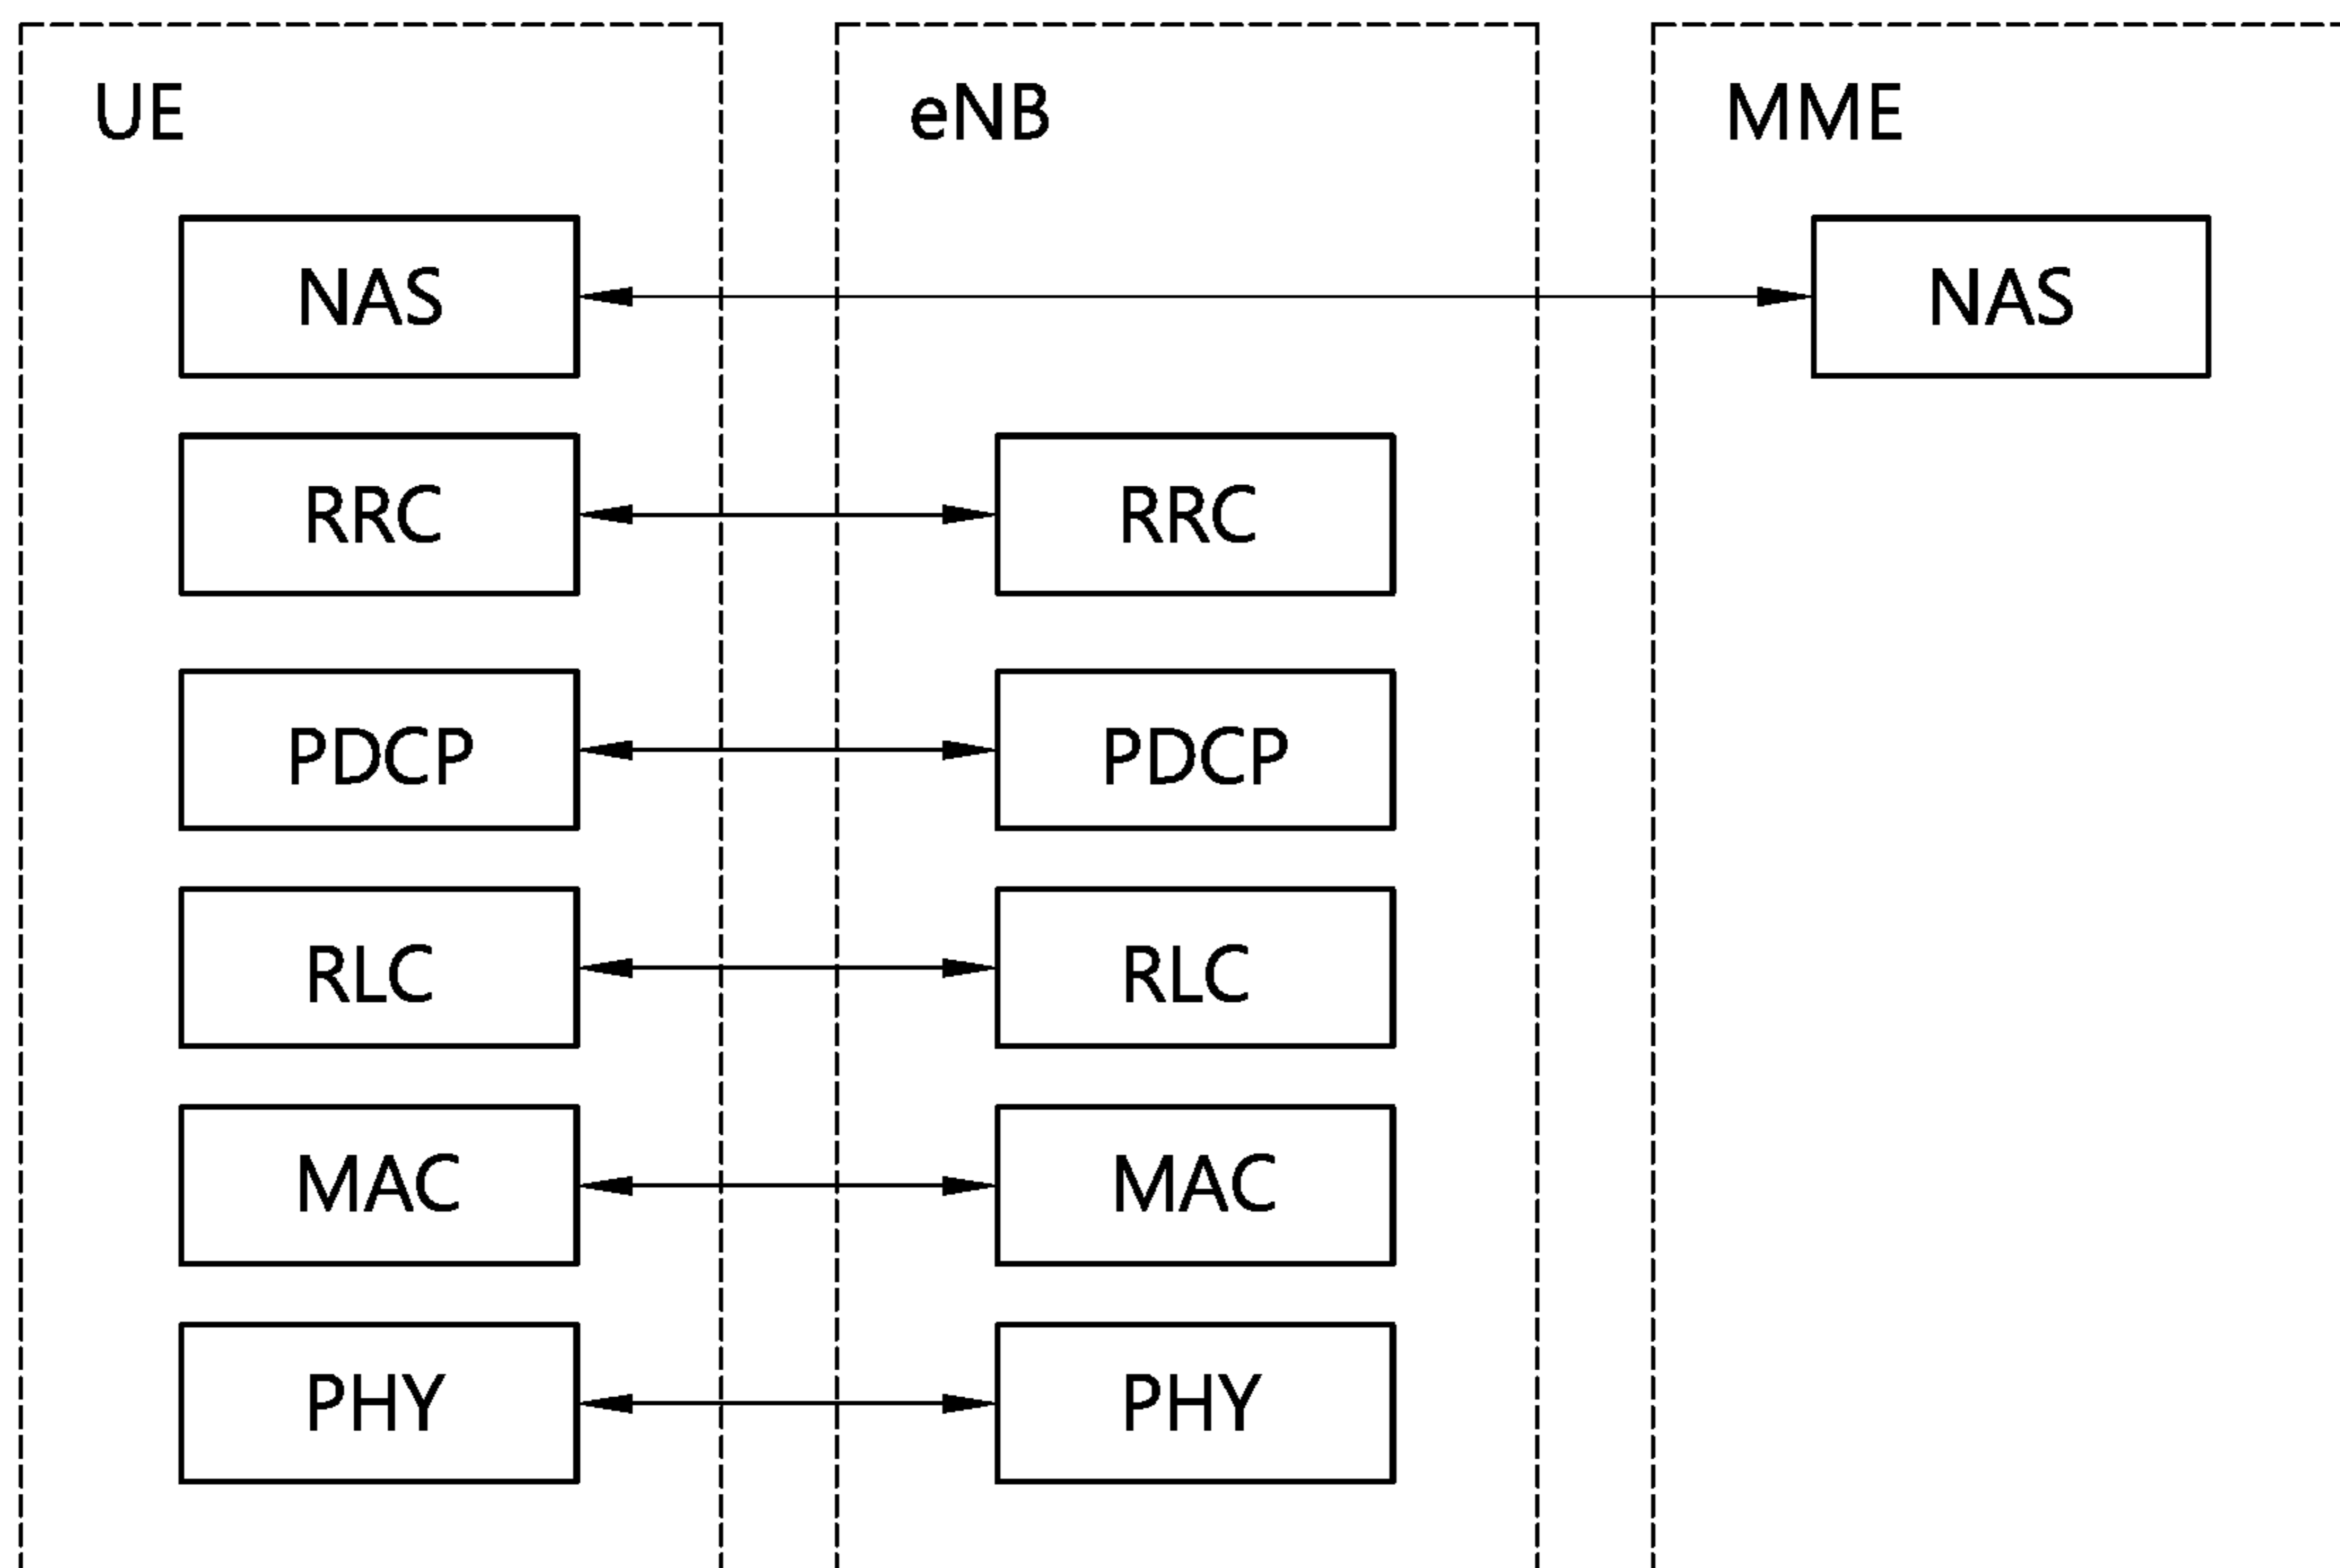 UE eNB MME
NAS NAS
RRC RRC
PDCP PDCP
RLC RLC
MAC MAC
PHY PHY